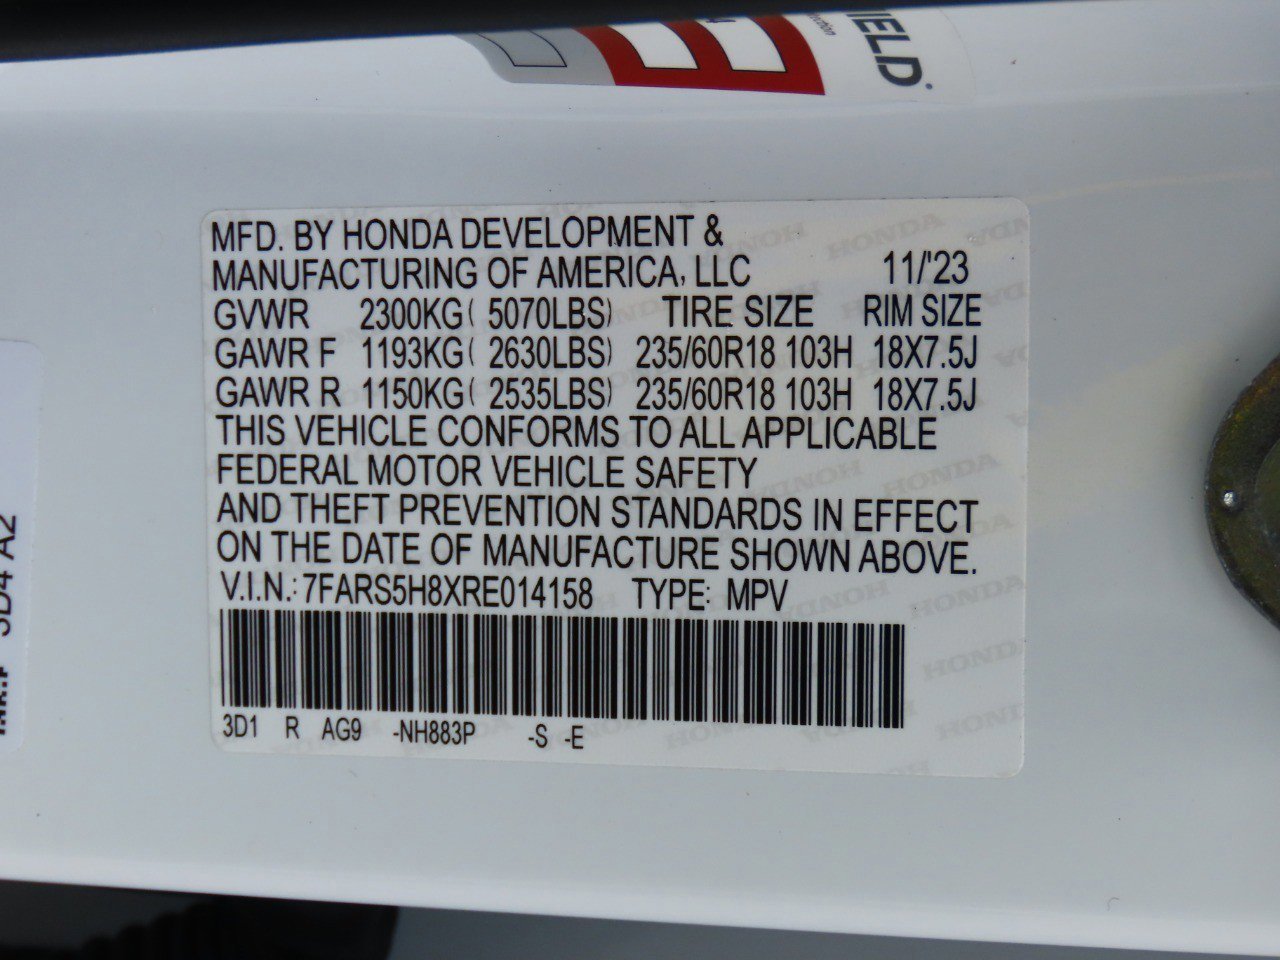 IELD
MFD. BY HONDA DEVELOPMENT &
MANUFACTURING OF AMERICA, LLC 11/'23
GVWR 2300KG( 5070LBS) TIRE SIZE RIM SIZE
GAWR F 1193KG( 2630LBS) 235/60R18 103H 18X7.5J
GAWR R 1150KG( 2535LBS) 235/60R18 103H 18X7.5J
THIS VEHICLE CONFORMS TO ALL APPLICABLE
FEDERAL MOTOR VEHICLE SAFETY
AND THEFT PREVENTION STANDARDS IN EFFECT
ON THE DATE OF MANUFACTURE SHOWN ABOVE.
V.I.N.: 7FARS5H8XRE014158 TYPE: MPV
3D1 R AG9 -NH883P -S -E
3D4 A2